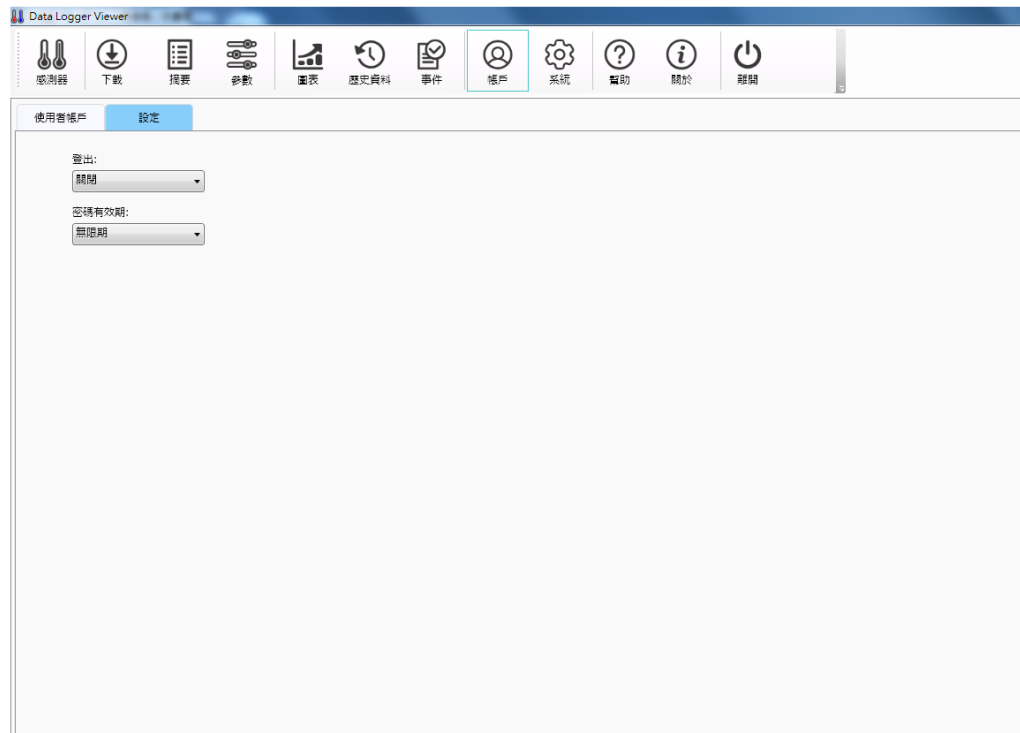 Data Logger Viewer
感測器 下載 摘要 參數 圖表 歷史資料 事件 帳戶 系統 幫助 關於 離開
使用者帳戶 設定
登出:
關閉
密碼有效期:
無限期